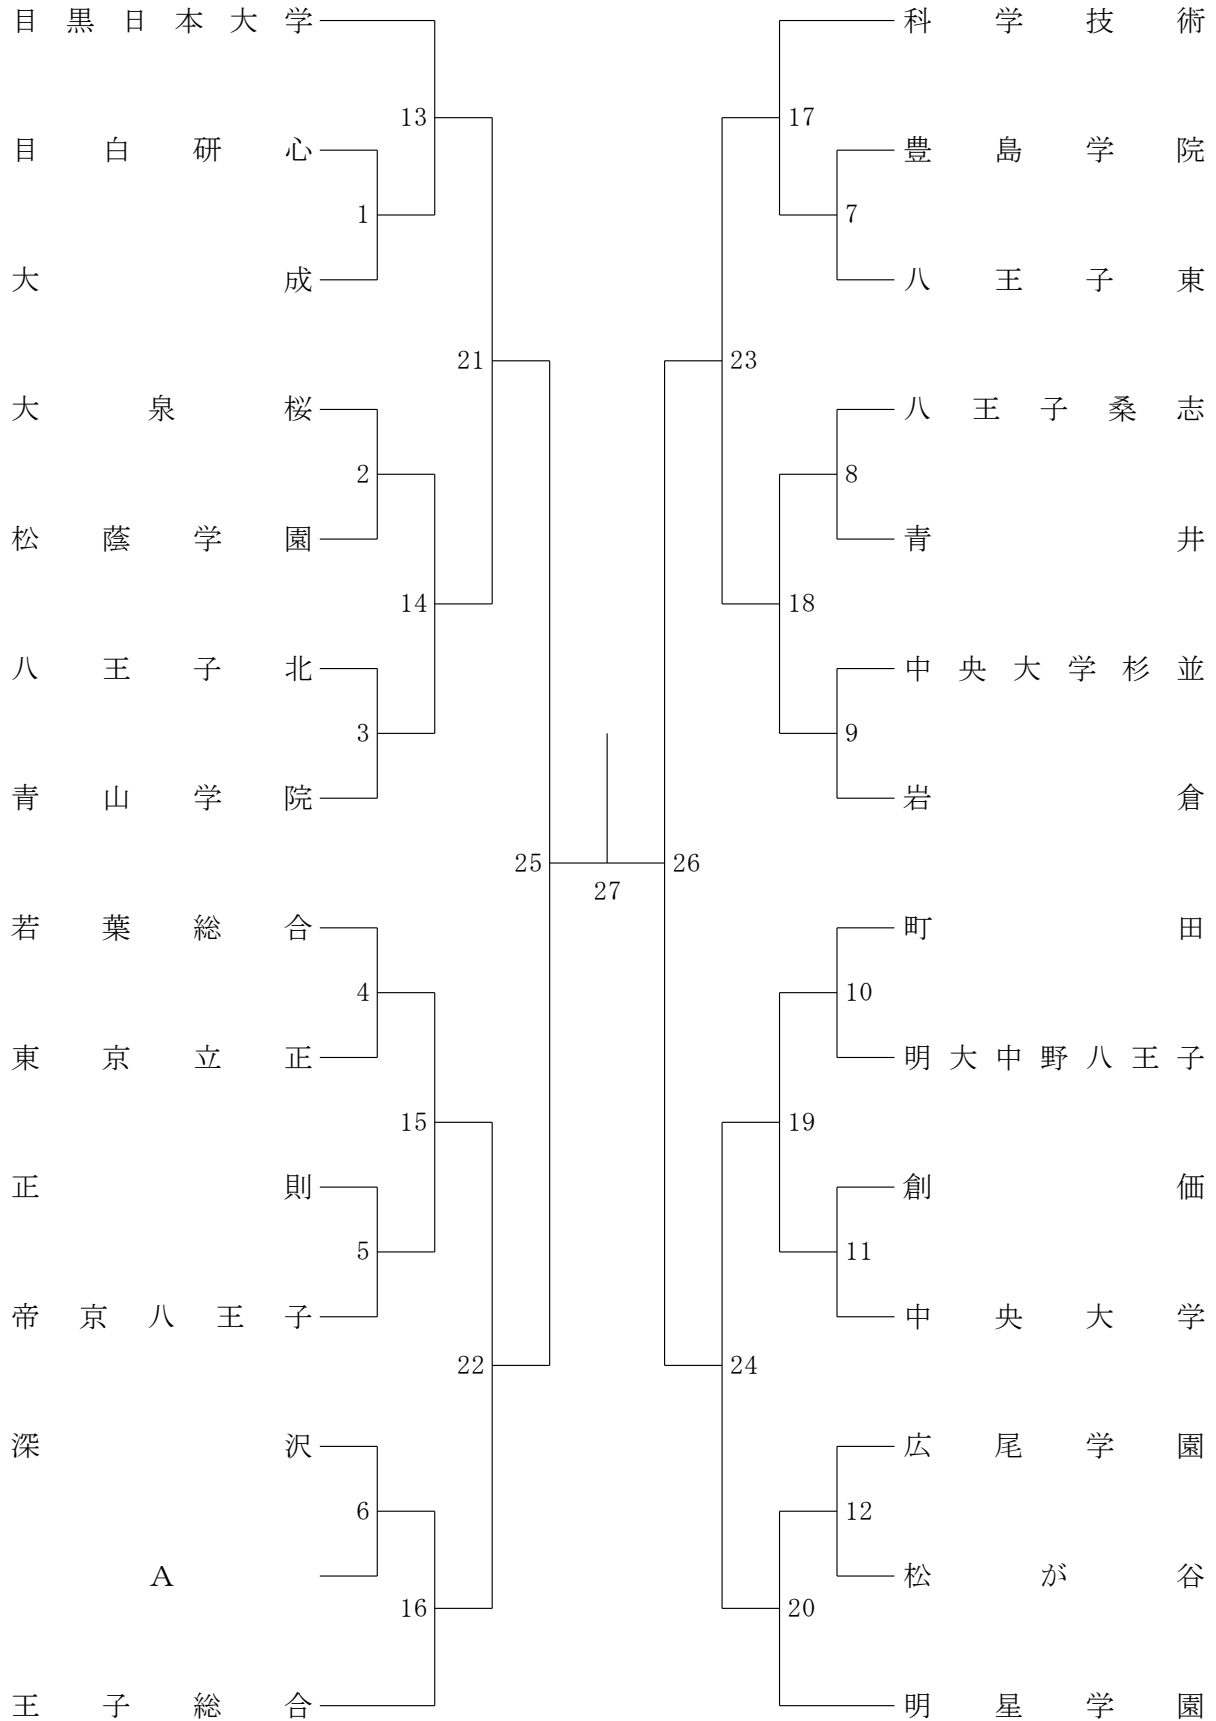 目黒日本大学
科学技術
13
17
目白研心
豊島学院
1
7
大成
八王子東
21
23
大泉桜
八王子桑志
2
8
松蔭学園
青井
14
18
八王子北
中央大学杉並
3
9
青山学院
岩倉
25
26
27
若葉総合
町田
4
10
東京立正
明大中野八王子
15
19
正則
創価
5
11
帝京八王子
中央大学
22
24
深沢
広尾学園
6
12
A
松が谷
16
20
王子総合
明星学園